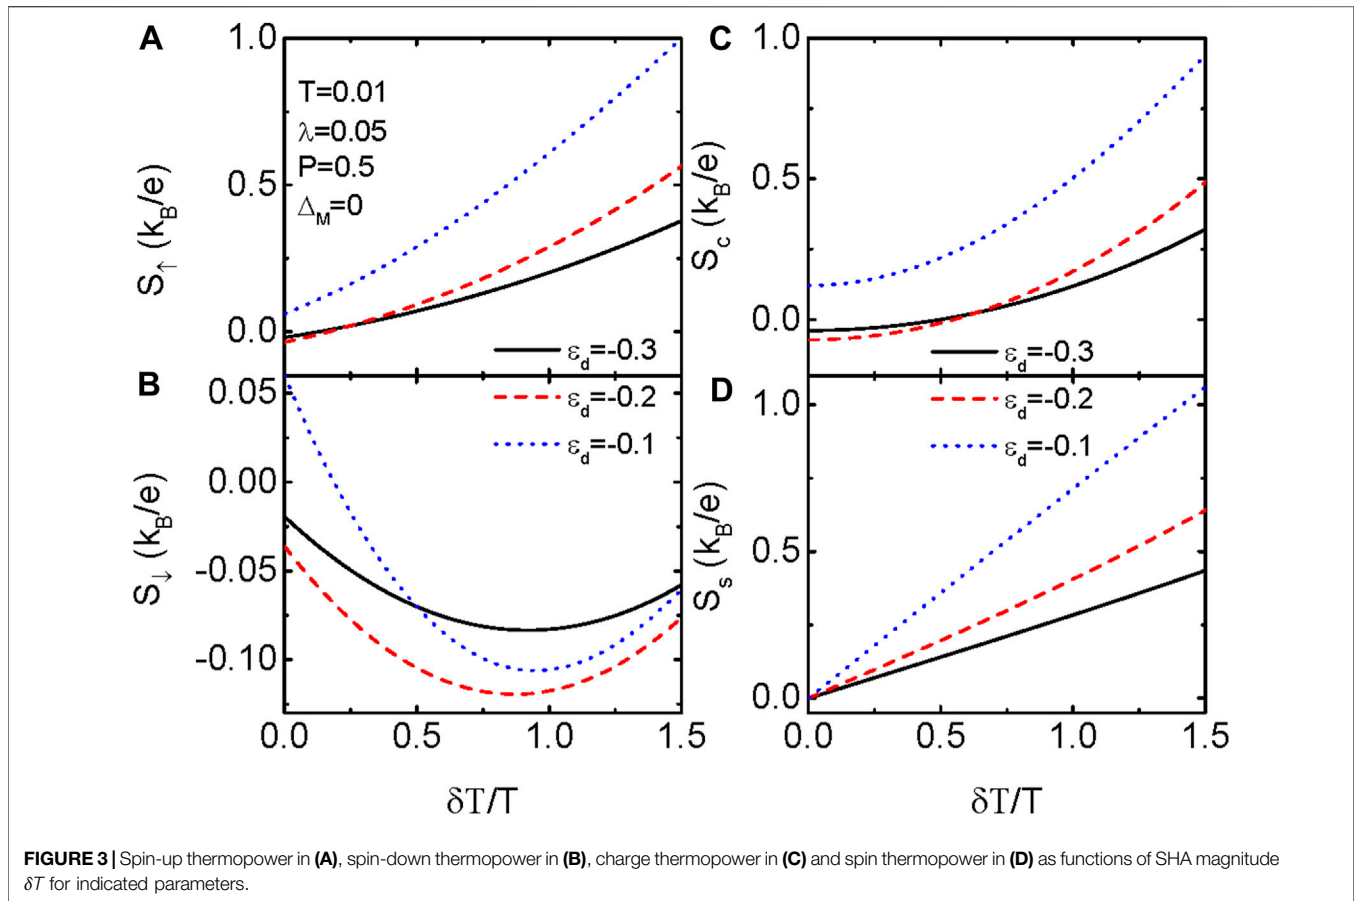 A
1.0
0.5
0.0
S↑ (k_B/e)
T=0.01
λ=0.05
P=0.5
Δ_M=0
ε_d=-0.3
B
0.05
0.00
-0.05
-0.10
S↓ (k_B/e)
ε_d=-0.2
ε_d=-0.1
0.0 0.5 1.0 1.5
δT/T
C
1.0
0.5
0.0
S_c (k_B/e)
ε_d=-0.3
D
1.0
0.5
0.0
S_s (k_B/e)
ε_d=-0.2
ε_d=-0.1
0.0 0.5 1.0 1.5
δT/T
FIGURE 3 | Spin-up thermopower in (A), spin-down thermopower in (B), charge thermopower in (C) and spin thermopower in (D) as functions of SHA magnitude
δT for indicated parameters.